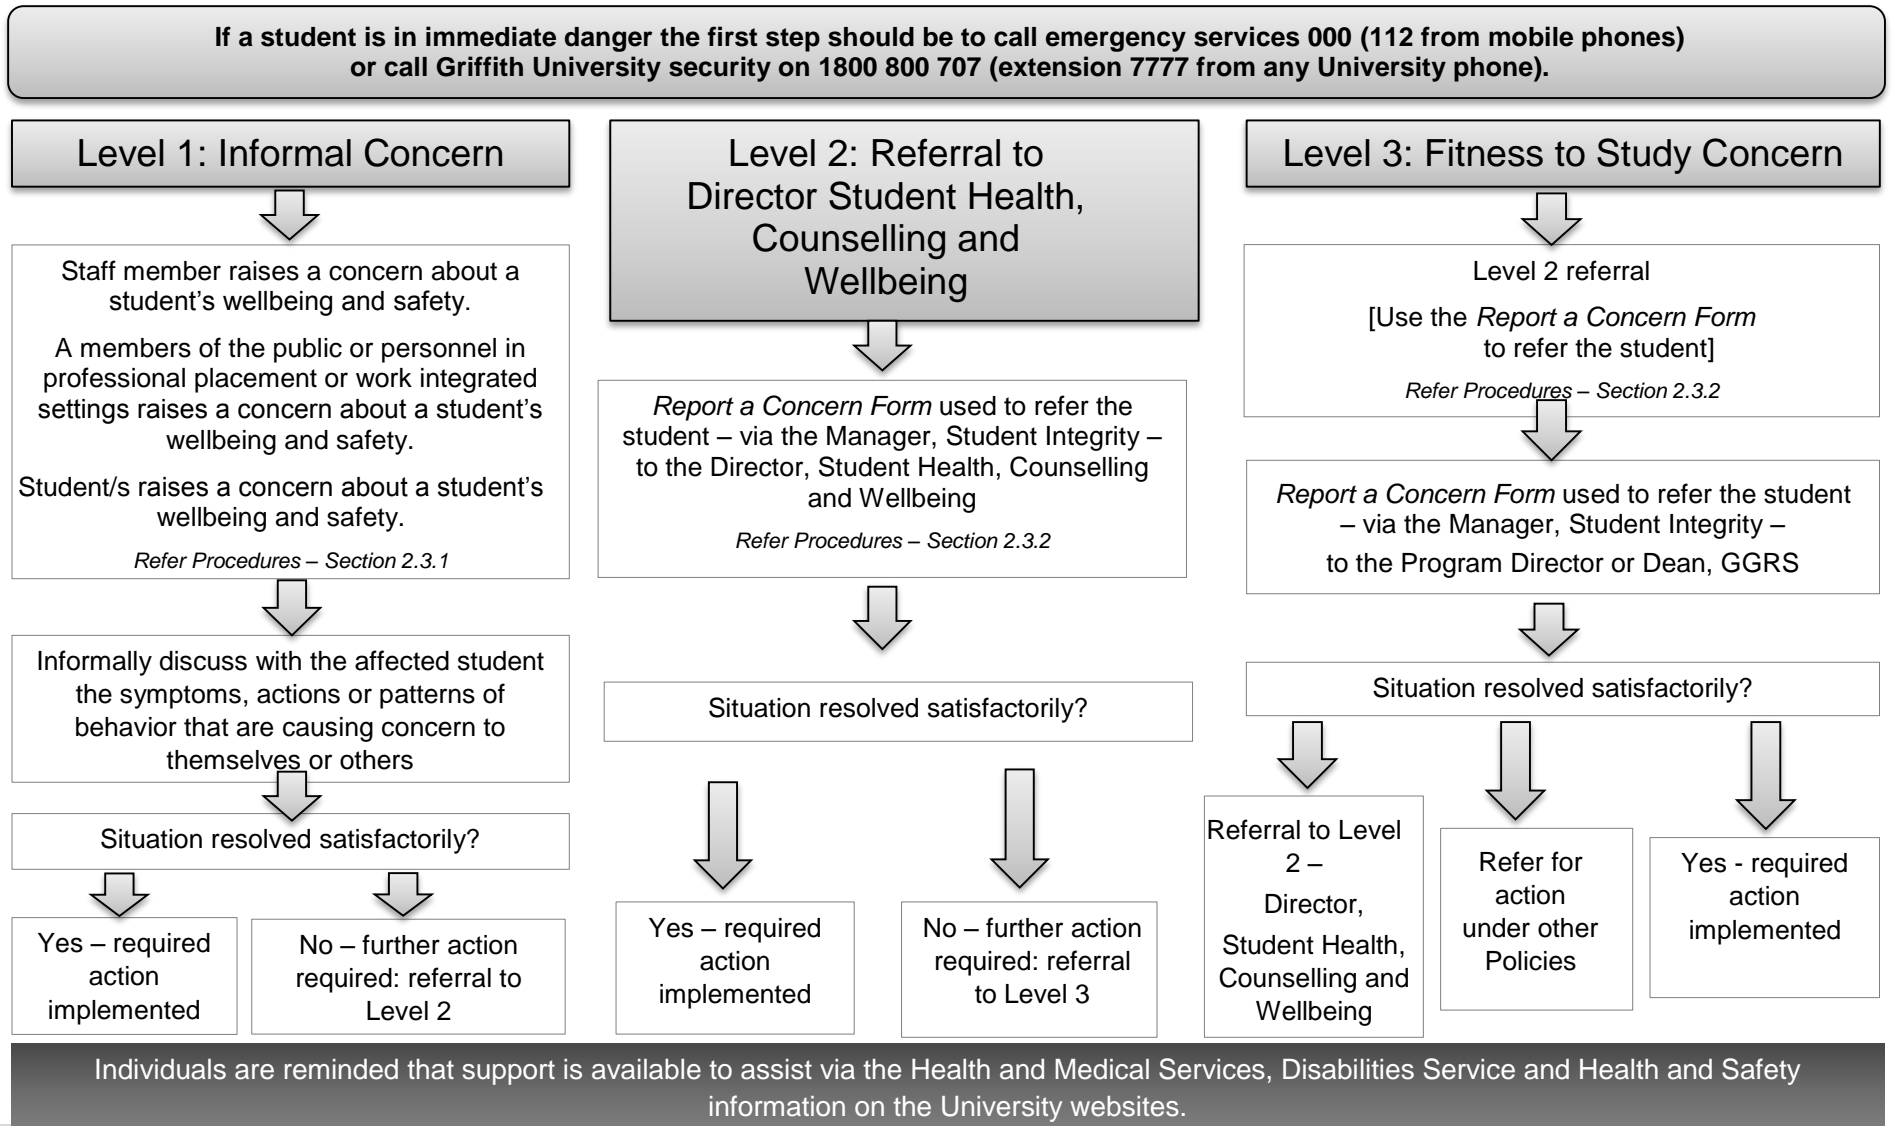 If a student is in immediate danger the first step should be to call emergency services 000 (112 from mobile phones)
or call Griffith University security on 1800 800 707 (extension 7777 from any University phone).
Level 1: Informal Concern
Staff member raises a concern about a
student’s wellbeing and safety.
A members of the public or personnel in
professional placement or work integrated
settings raises a concern about a student’s
wellbeing and safety.
Student/s raises a concern about a student’s
wellbeing and safety.
Refer Procedures – Section 2.3.1
Informally discuss with the affected student
the symptoms, actions or patterns of
behavior that are causing concern to
themselves or others
Situation resolved satisfactorily?
Yes – required
action
implemented
No – further action
required: referral to
Level 2
Level 2: Referral to
Director Student Health,
Counselling and
Wellbeing
Report a Concern Form used to refer the
student – via the Manager, Student Integrity –
to the Director, Student Health, Counselling
and Wellbeing
Refer Procedures – Section 2.3.2
Situation resolved satisfactorily?
Yes – required
action
implemented
No – further action
required: referral
to Level 3
Level 3: Fitness to Study Concern
Level 2 referral
[Use the Report a Concern Form
to refer the student]
Refer Procedures – Section 2.3.2
Report a Concern Form used to refer the student
– via the Manager, Student Integrity –
to the Program Director or Dean, GGRS
Situation resolved satisfactorily?
Referral to Level
2 –
Director,
Student Health,
Counselling and
Wellbeing
Refer for
action
under other
Policies
Yes - required
action
implemented
Individuals are reminded that support is available to assist via the Health and Medical Services, Disabilities Service and Health and Safety
information on the University websites.